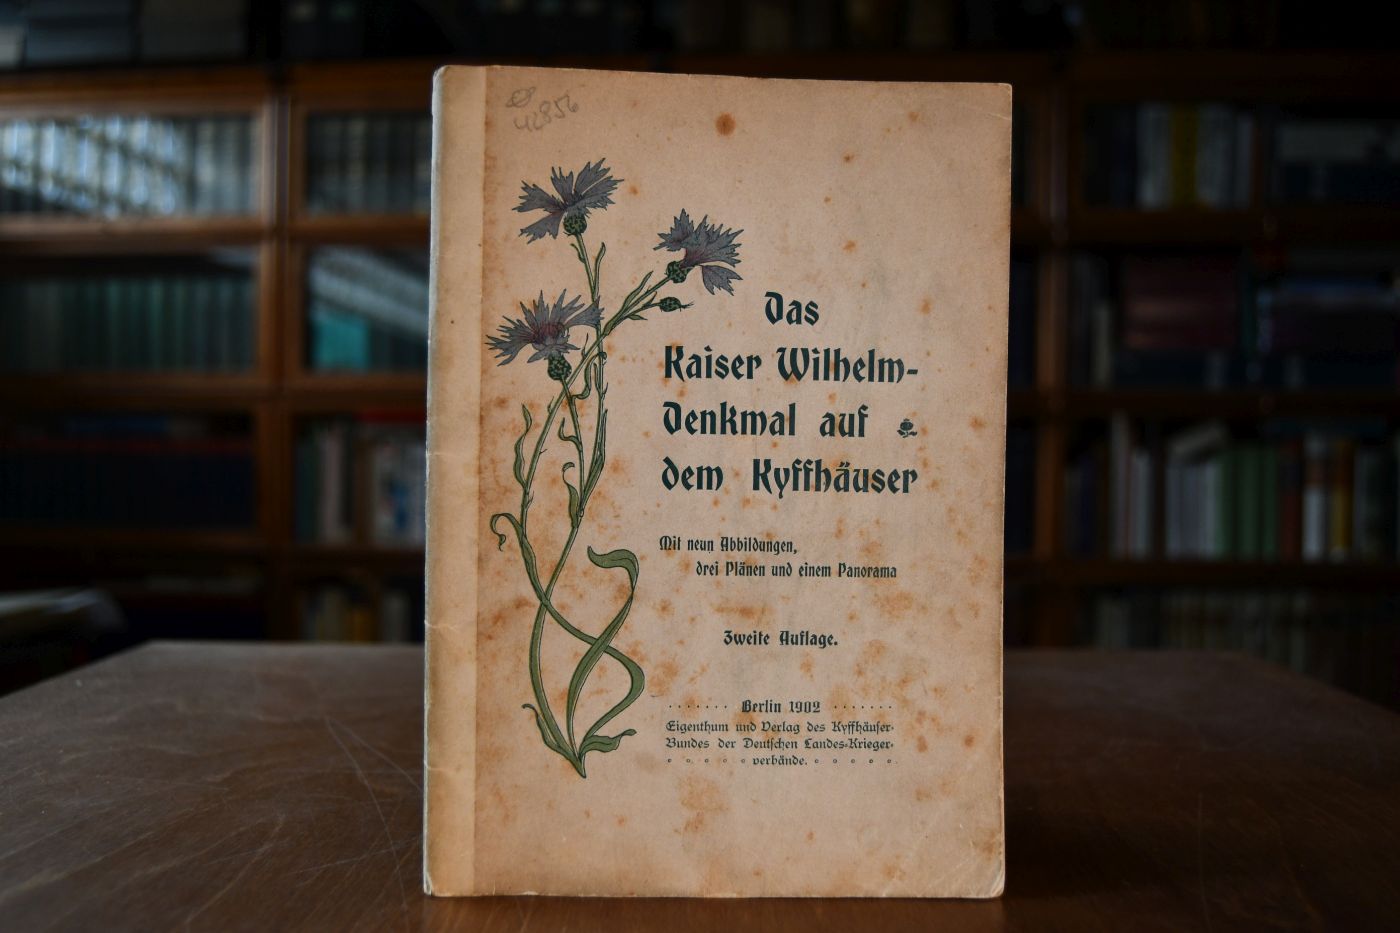 42856
Das
Kaiser Wilhelm-
Denkmal auf
dem Kyffhäuser
Mit neun Abbildungen,
drei Plänen und einem Panorama
Zweite Auflage.
Berlin 1902
Eigenthum und Verlag des Kyffhäuſer-
Bundes der Deutſchen Landes-Krieger-
verbände.